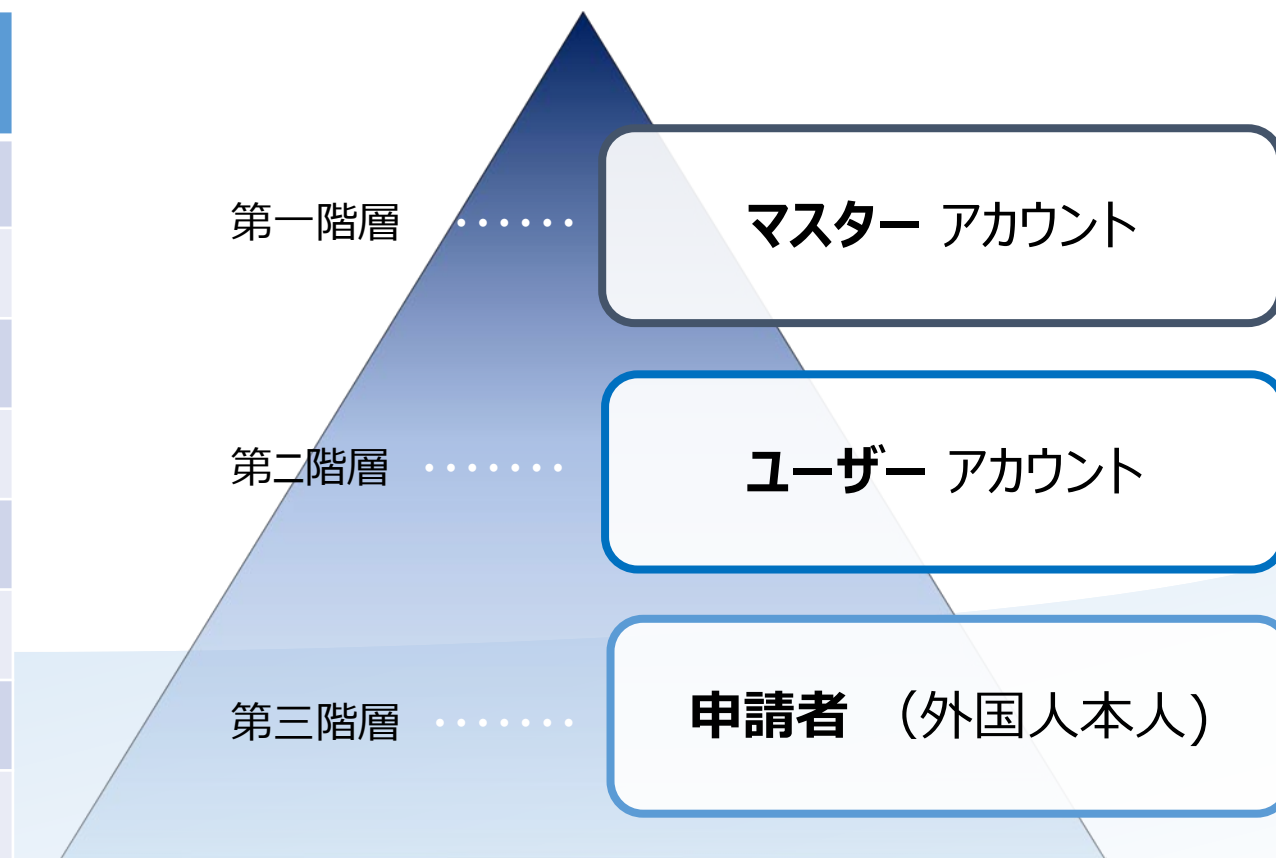 第一階層 ‥‥‥ マスター アカウント
第二階層 ‥‥‥‥ ユーザー アカウント
第三階層 ‥‥‥‥ 申請者 （外国人本人)